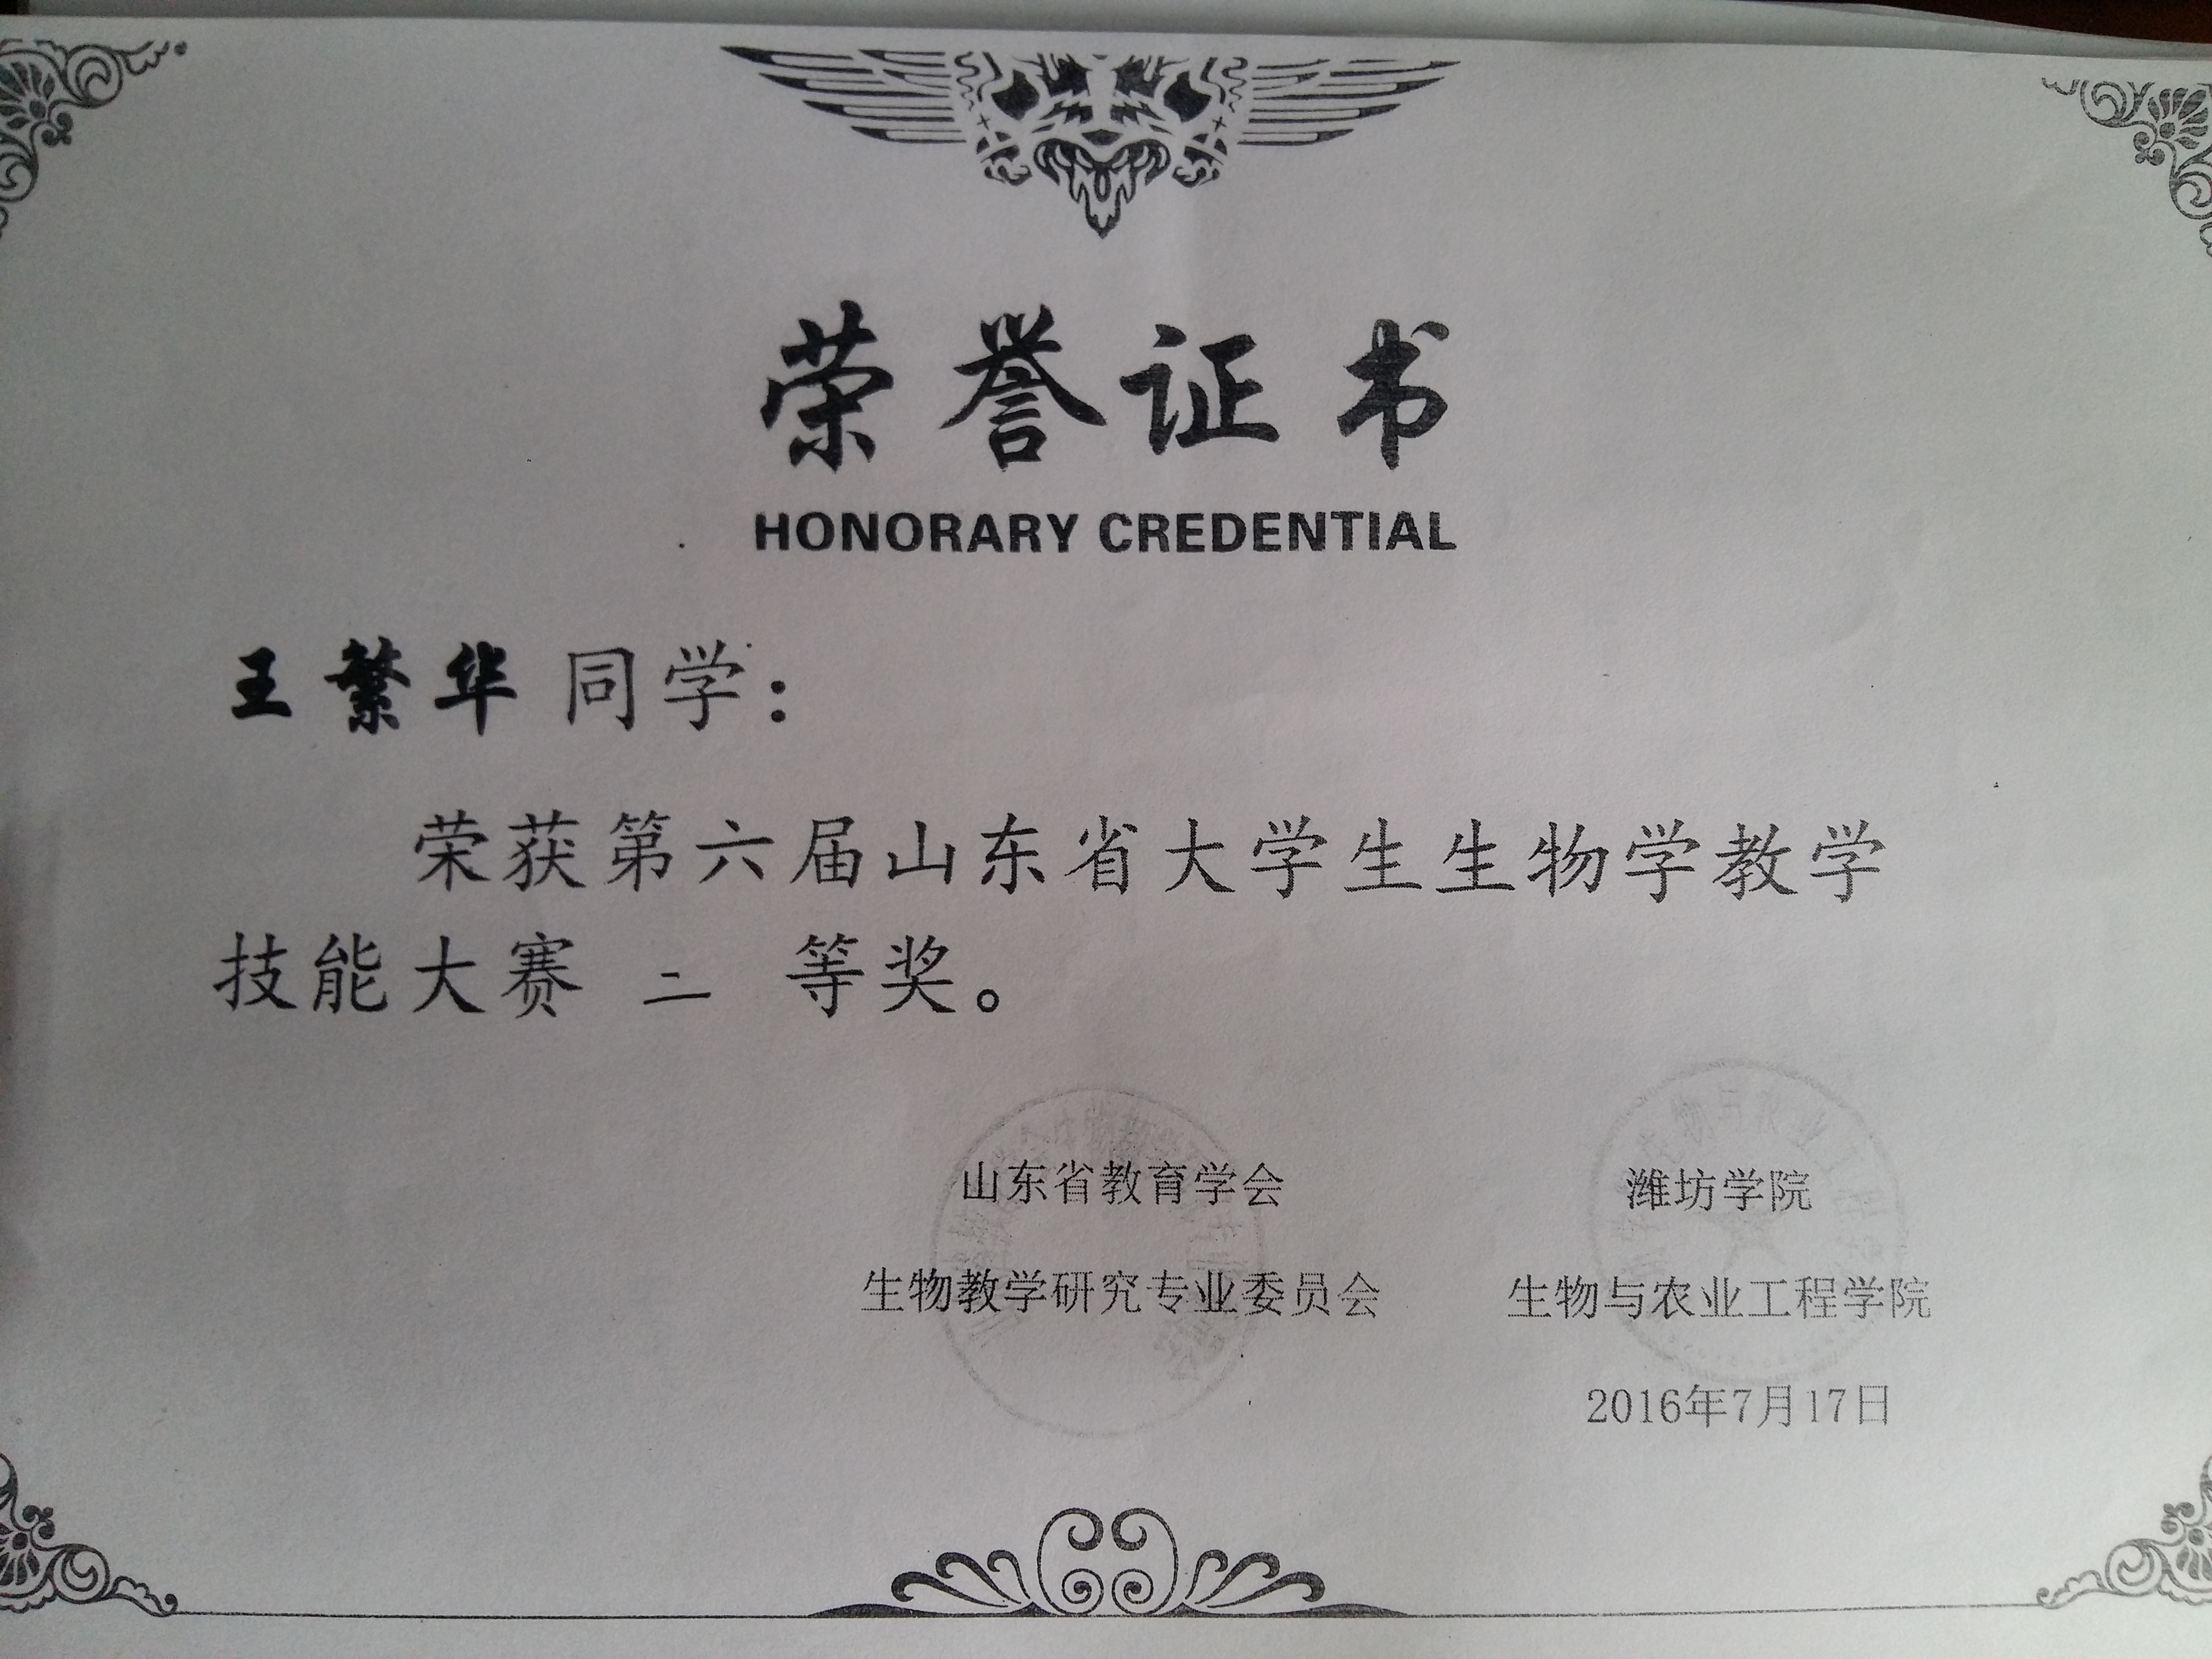 荣誉证书
HONORARY CREDENTIAL
王繁华 同学：
荣获第六届山东省大学生生物学教学
技能大赛 二 等奖。
山东省教育学会 潍坊学院
生物教学研究专业委员会 生物与农业工程学院
2016年7月17日